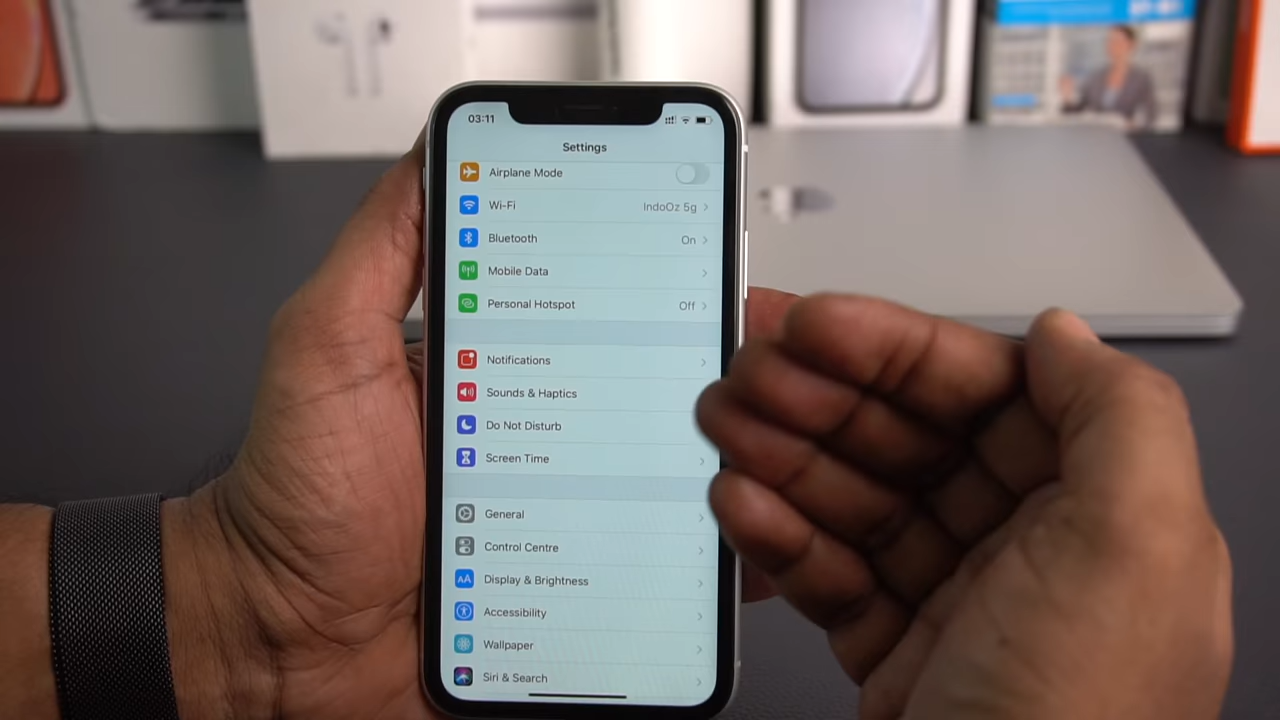 03:11
Settings
Airplane Mode
Wi-Fi IndoOz 5g
Bluetooth On
Mobile Data
Personal Hotspot Off
Notifications
Sounds & Haptics
Do Not Disturb
Screen Time
General
Control Centre
AA Display & Brightness
Accessibility
Wallpaper
Siri & Search